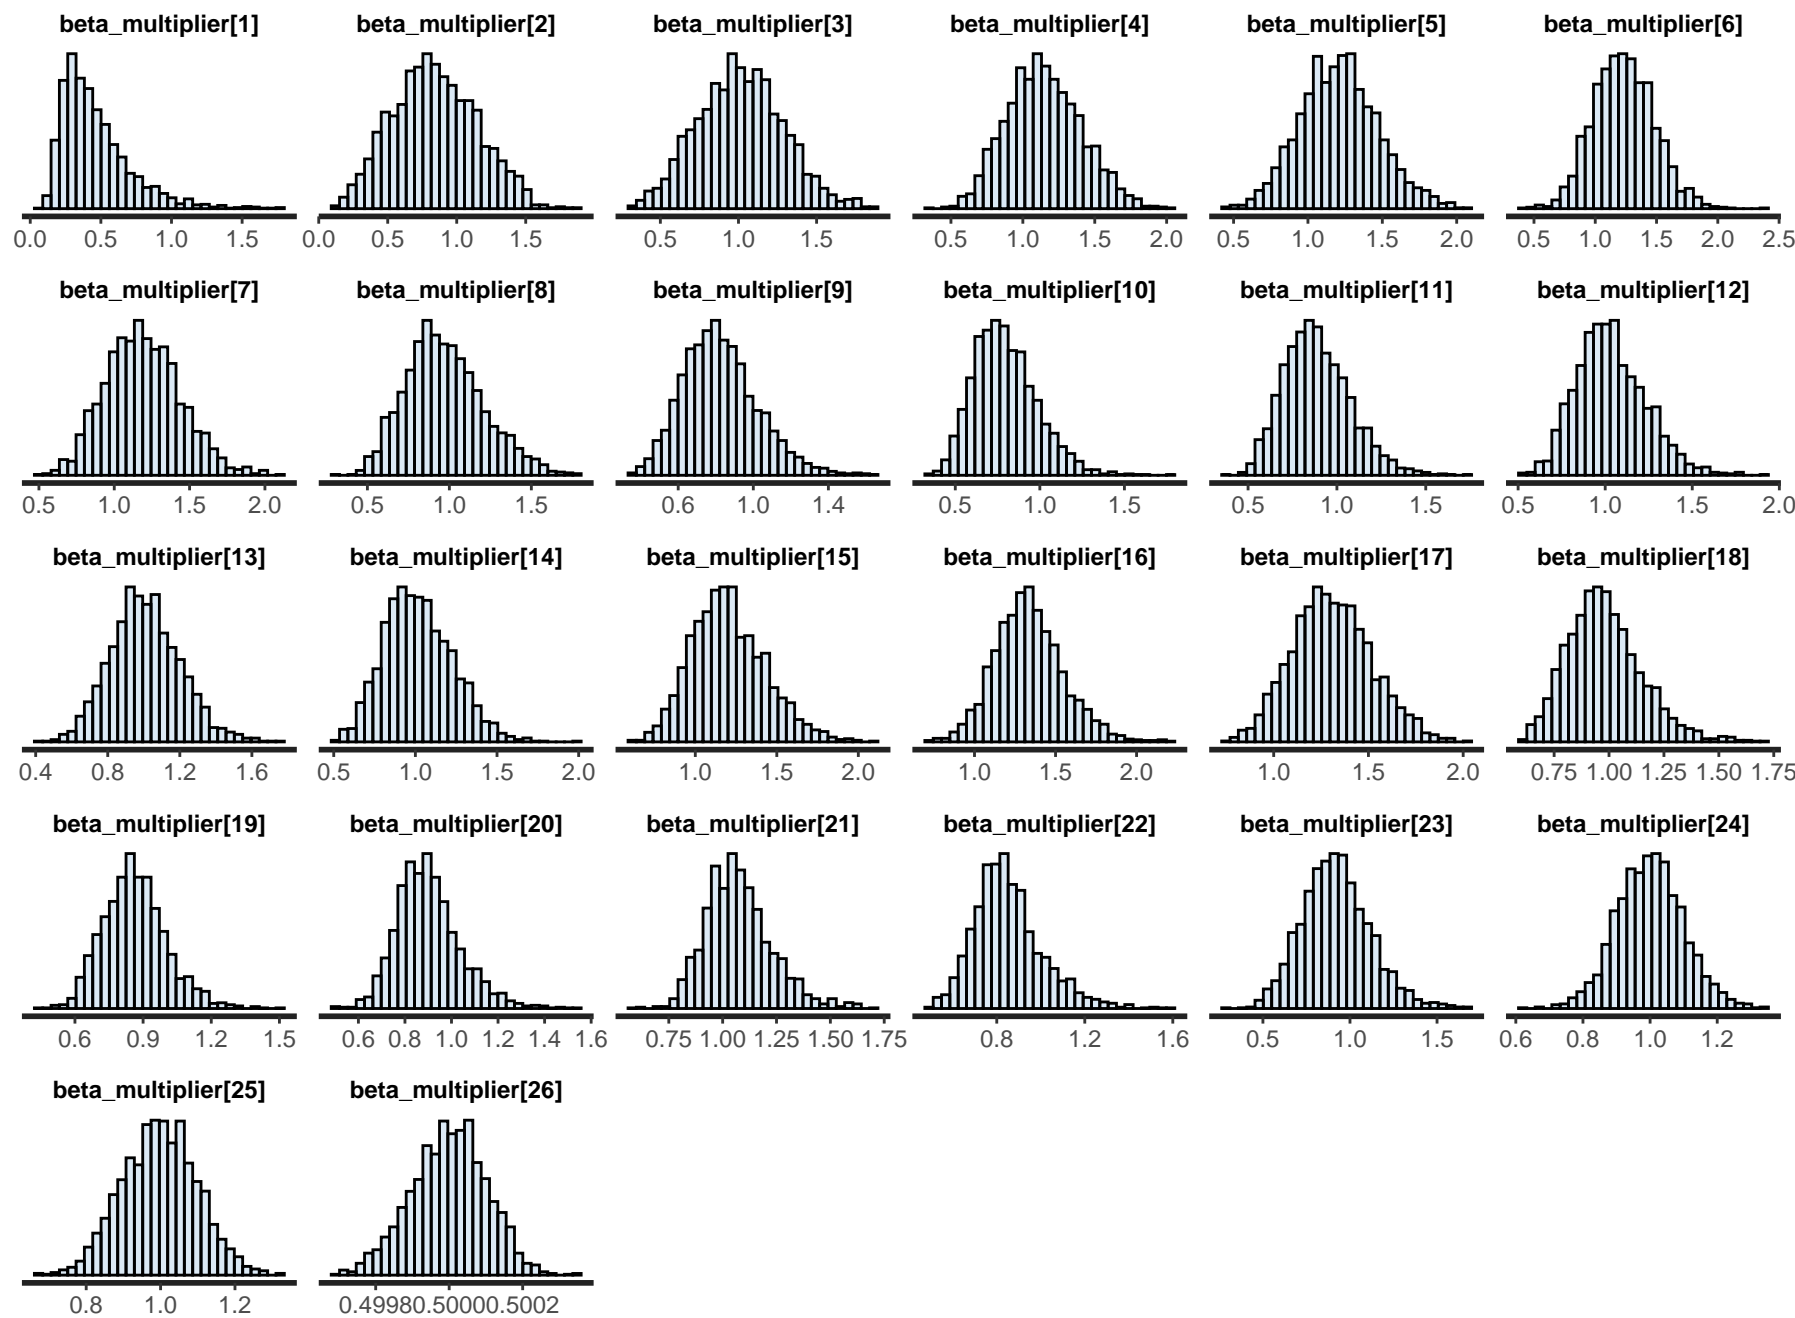 beta_multiplier[1] beta_multiplier[2] beta_multiplier[3] beta_multiplier[4] beta_multiplier[5] beta_multiplier[6]
0.0 0.5 1.0 1.5 0.0 0.5 1.0 1.5 0.5 1.0 1.5 0.5 1.0 1.5 2.0 0.5 1.0 1.5 2.0 0.5 1.0 1.5 2.0 2.5
beta_multiplier[7] beta_multiplier[8] beta_multiplier[9] beta_multiplier[10] beta_multiplier[11] beta_multiplier[12]
0.5 1.0 1.5 2.0 0.5 1.0 1.5 0.6 1.0 1.4 0.5 1.0 1.5 0.5 1.0 1.5 0.5 1.0 1.5 2.0
beta_multiplier[13] beta_multiplier[14] beta_multiplier[15] beta_multiplier[16] beta_multiplier[17] beta_multiplier[18]
0.4 0.8 1.2 1.6 0.5 1.0 1.5 2.0 1.0 1.5 2.0 1.0 1.5 2.0 1.0 1.5 2.0 0.75 1.00 1.25 1.50 1.75
beta_multiplier[19] beta_multiplier[20] beta_multiplier[21] beta_multiplier[22] beta_multiplier[23] beta_multiplier[24]
0.6 0.9 1.2 1.5 0.6 0.8 1.0 1.2 1.4 1.6 0.75 1.00 1.25 1.50 1.75 0.8 1.2 1.6 0.5 1.0 1.5 0.6 0.8 1.0 1.2
beta_multiplier[25] beta_multiplier[26]
0.8 1.0 1.2 0.4998 0.5000 0.5002